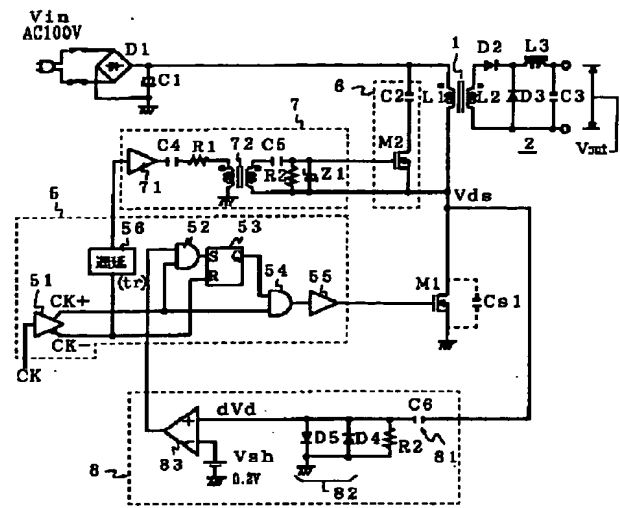 Vin
AC100V
D1
C1
1
D2
L3
6
C2
L1
L2
D3
C3
2
Vout
M2
7
C4
R1
72
C5
R2
Z1
71
Vds
5
56
遅延
(tr)
52
53
S
Q
R
54
55
51
CK+
CK-
CK
M1
Cs1
8
83
dVd
Vsh
0.2V
D5
D4
R2
C6
81
82